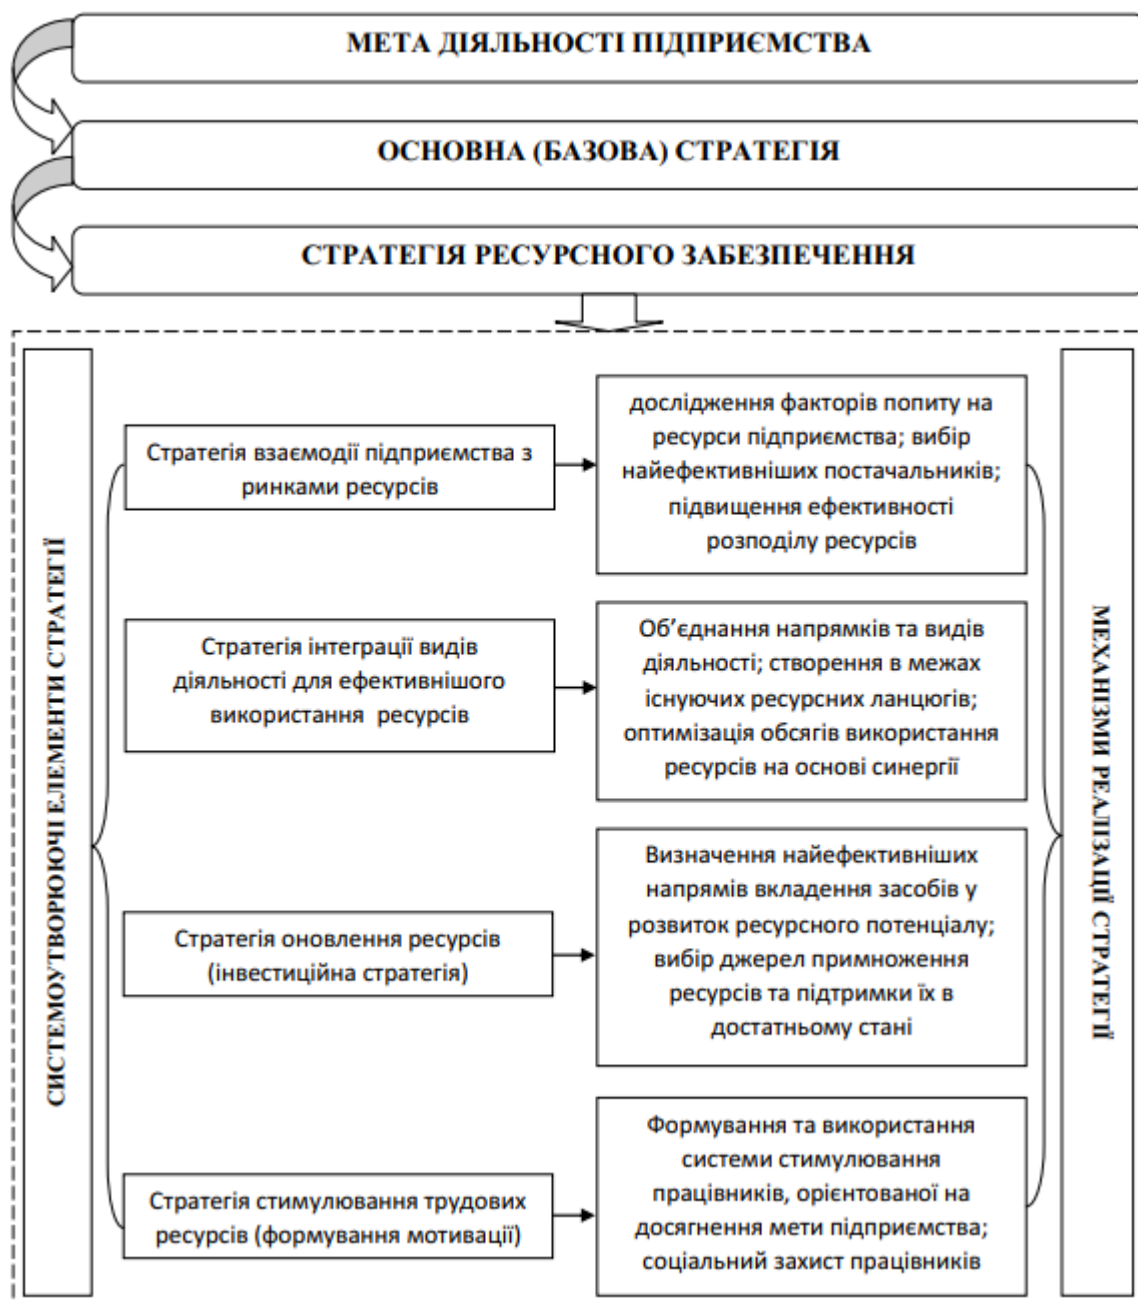 МЕТА ДІЯЛЬНОСТІ ПІДПРИЄМСТВА
ОСНОВНА (БАЗОВА) СТРАТЕГІЯ
СТРАТЕГІЯ РЕСУРСНОГО ЗАБЕЗПЕЧЕННЯ
СИСТЕМОУТВОРЮЮЧІ ЕЛЕМЕНТИ СТРАТЕГІЇ
Стратегія взаємодії підприємства з
ринками ресурсів
дослідження факторів попиту на
ресурси підприємства; вибір
найефективніших постачальників;
підвищення ефективності
розподілу ресурсів
Стратегія інтеграції видів
діяльності для ефективнішого
використання ресурсів
Об’єднання напрямків та видів
діяльності; створення в межах
існуючих ресурсних ланцюгів;
оптимізація обсягів використання
ресурсів на основі синергії
Стратегія оновлення ресурсів
(інвестиційна стратегія)
Визначення найефективніших
напрямів вкладення засобів у
розвиток ресурсного потенціалу;
вибір джерел примноження
ресурсів та підтримки їх в
достатньому стані
Стратегія стимулювання трудових
ресурсів (формування мотивації)
Формування та використання
системи стимулювання
працівників, орієнтованої на
досягнення мети підприємства;
соціальний захист працівників
МЕХАНІЗМИ РЕАЛІЗАЦІЇ СТРАТЕГІЇ